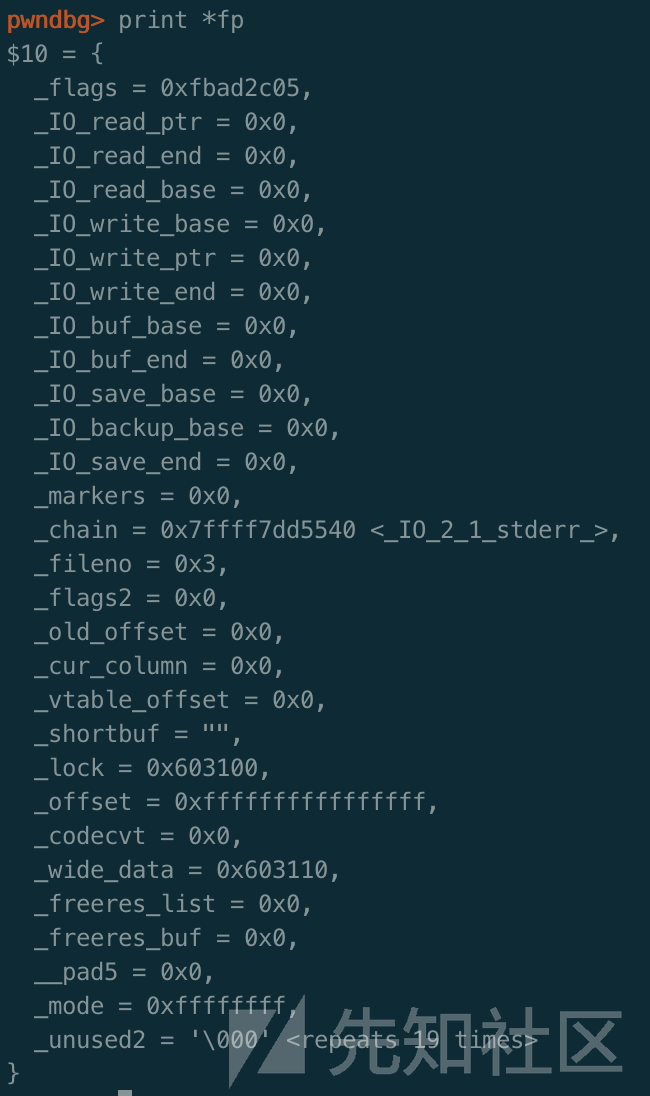 pwndbg> print *fp
$10 = {
  _flags = 0xfbad2c05,
  _IO_read_ptr = 0x0,
  _IO_read_end = 0x0,
  _IO_read_base = 0x0,
  _IO_write_base = 0x0,
  _IO_write_ptr = 0x0,
  _IO_write_end = 0x0,
  _IO_buf_base = 0x0,
  _IO_buf_end = 0x0,
  _IO_save_base = 0x0,
  _IO_backup_base = 0x0,
  _IO_save_end = 0x0,
  _markers = 0x0,
  _chain = 0x7ffff7dd5540 <_IO_2_1_stderr_>,
  _fileno = 0x3,
  _flags2 = 0x0,
  _old_offset = 0x0,
  _cur_column = 0x0,
  _vtable_offset = 0x0,
  _shortbuf = "",
  _lock = 0x603100,
  _offset = 0xffffffffffffffff,
  _codecvt = 0x0,
  _wide_data = 0x603110,
  _freeres_list = 0x0,
  _freeres_buf = 0x0,
  __pad5 = 0x0,
  _mode = 0xffffffff,
  _unused2 = '\000' <repeats 19 times>
}
先知社区